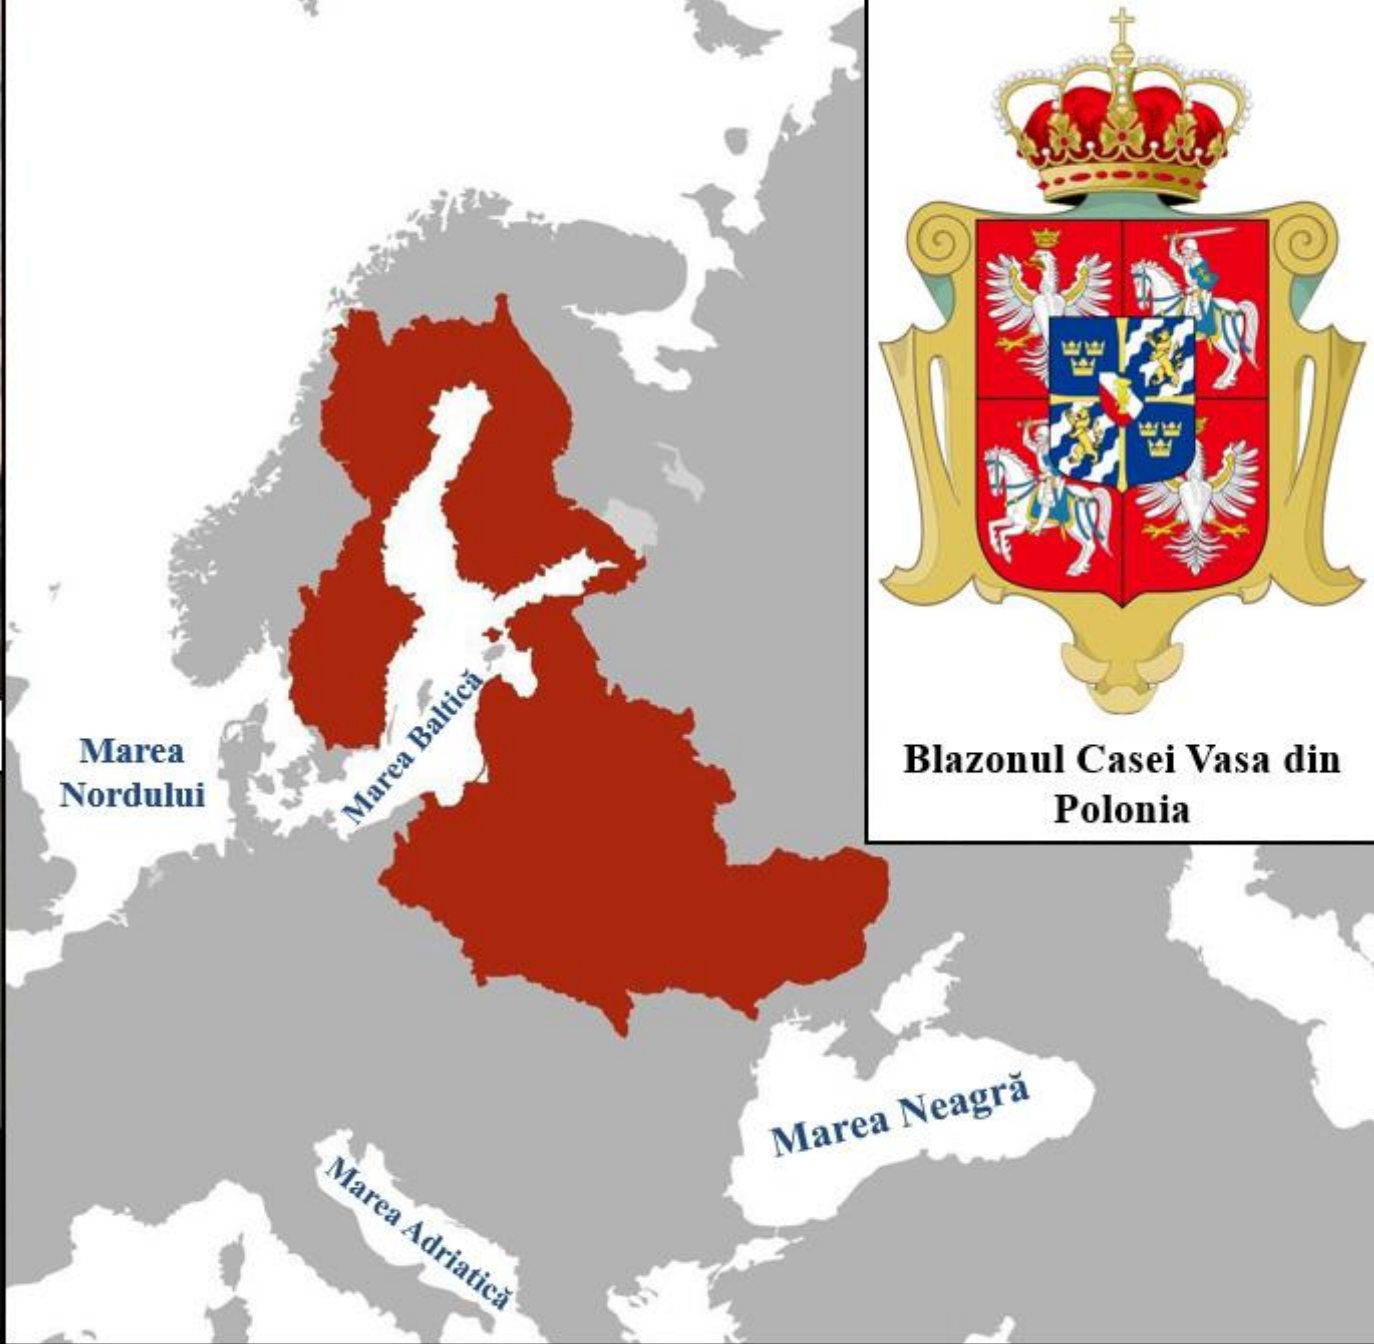 Blazonul Casei Vasa din
Polonia
Marea
Nordului
Marea Baltică
Marea Neagră
Marea Adriatică